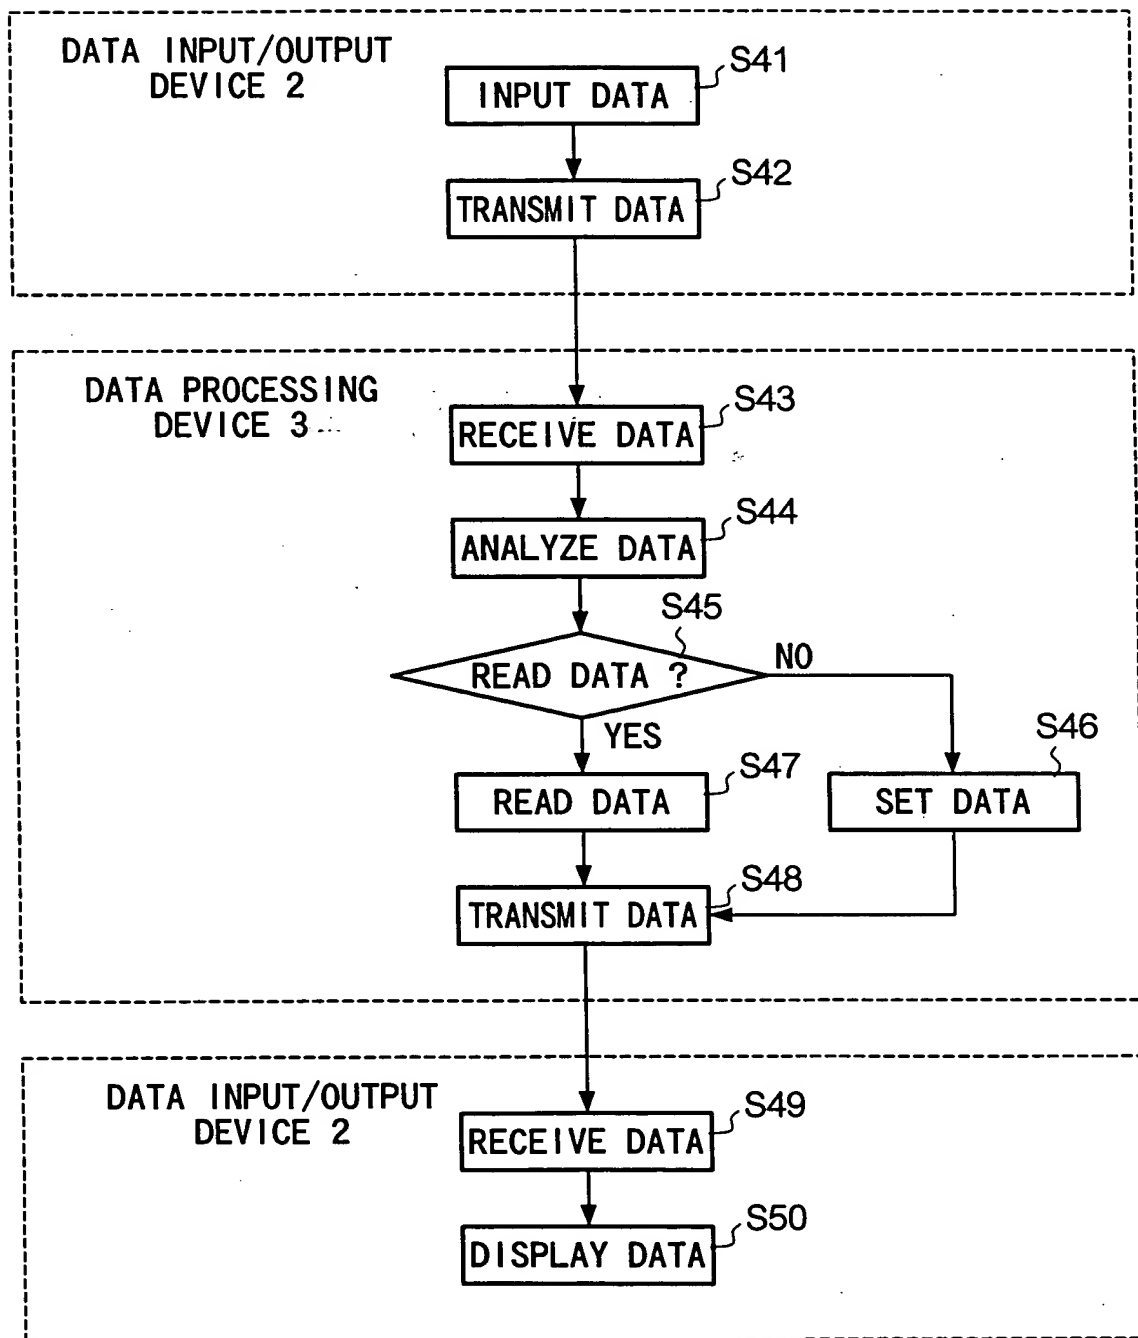 DATA INPUT/OUTPUT
DEVICE 2
S41
INPUT DATA
S42
TRANSMIT DATA
DATA PROCESSING
DEVICE 3
S43
RECEIVE DATA
S44
ANALYZE DATA
S45
READ DATA ?
NO
YES
S46
S47
READ DATA
SET DATA
S48
TRANSMIT DATA
DATA INPUT/OUTPUT
DEVICE 2
S49
RECEIVE DATA
S50
DISPLAY DATA